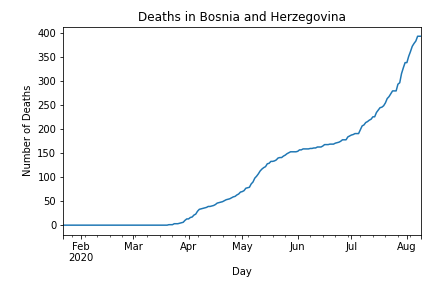 Deaths in Bosnia and Herzegovina
400
350
300
250
200
150
100
50
0
Number of Deaths
Feb Mar Apr May Jun Jul Aug
2020
Day